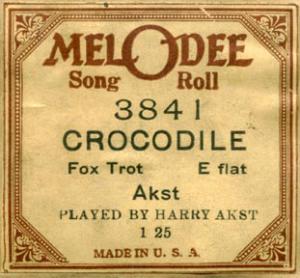 MELODEE
Song Roll
3841
CROCODILE
Fox Trot E flat
Akst
PLAYED BY HARRY AKST
1 25
MADE IN U. S. A.